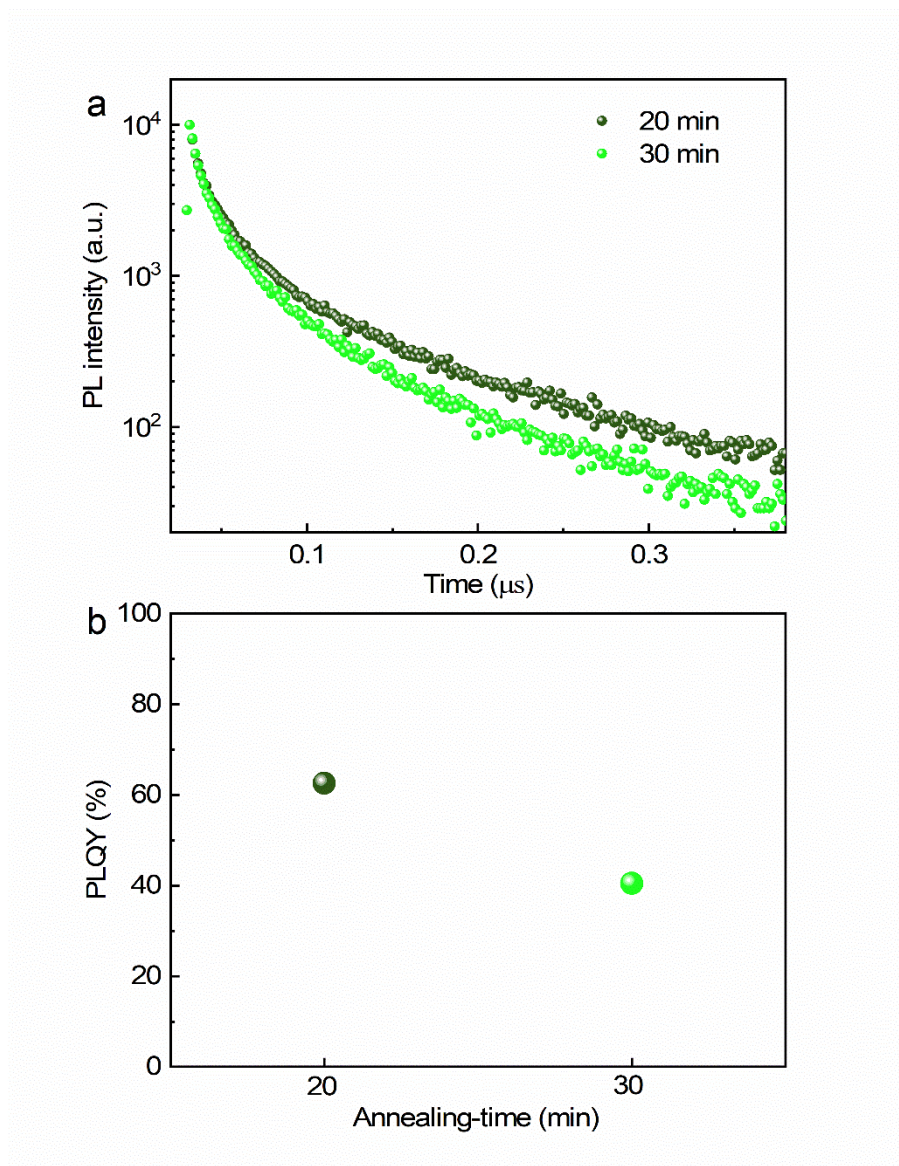 a
20 min
30 min
10⁴
10³
10²
PL intensity (a.u.)
0.1 0.2 0.3
Time (μs)
b
100
80
60
40
20
0
PLQY (%)
20 30
Annealing-time (min)